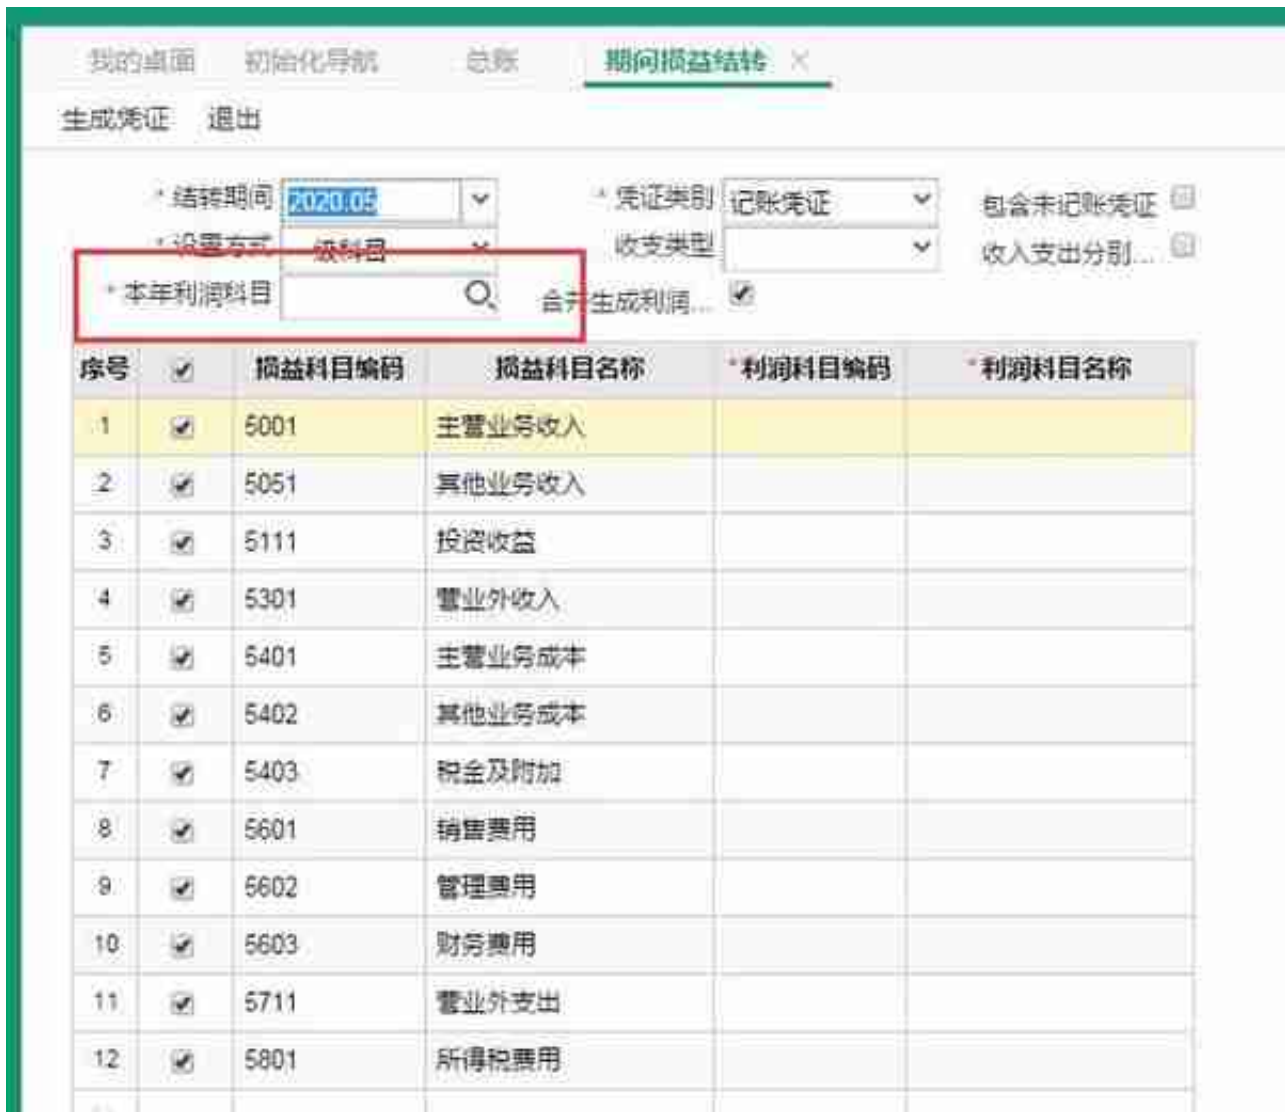 我的桌面 初始化导航 总账 期间损益结转 ×
生成凭证 退出
* 结转期间 2020.05 * 凭证类别 记账凭证 包含未记账凭证
* 设置方式 一级科目 收支类型 收入支出分别...
* 本年利润科目 合并生成利润...
序号 损益科目编码 损益科目名称 *利润科目编码 *利润科目名称
1 5001 主营业务收入
2 5051 其他业务收入
3 5111 投资收益
4 5301 营业外收入
5 5401 主营业务成本
6 5402 其他业务成本
7 5403 税金及附加
8 5601 销售费用
9 5602 管理费用
10 5603 财务费用
11 5711 营业外支出
12 5801 所得税费用